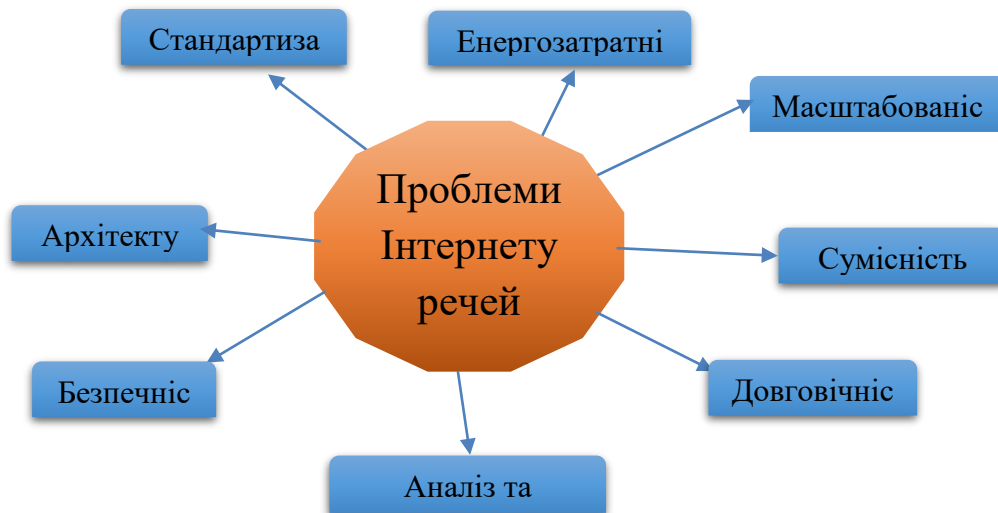 Стандартиза
Енергозатратні
Масштабованіс
Проблеми
Інтернету
речей
Архітекту
Сумісність
Безпечніс
Довговічніс
Аналіз та